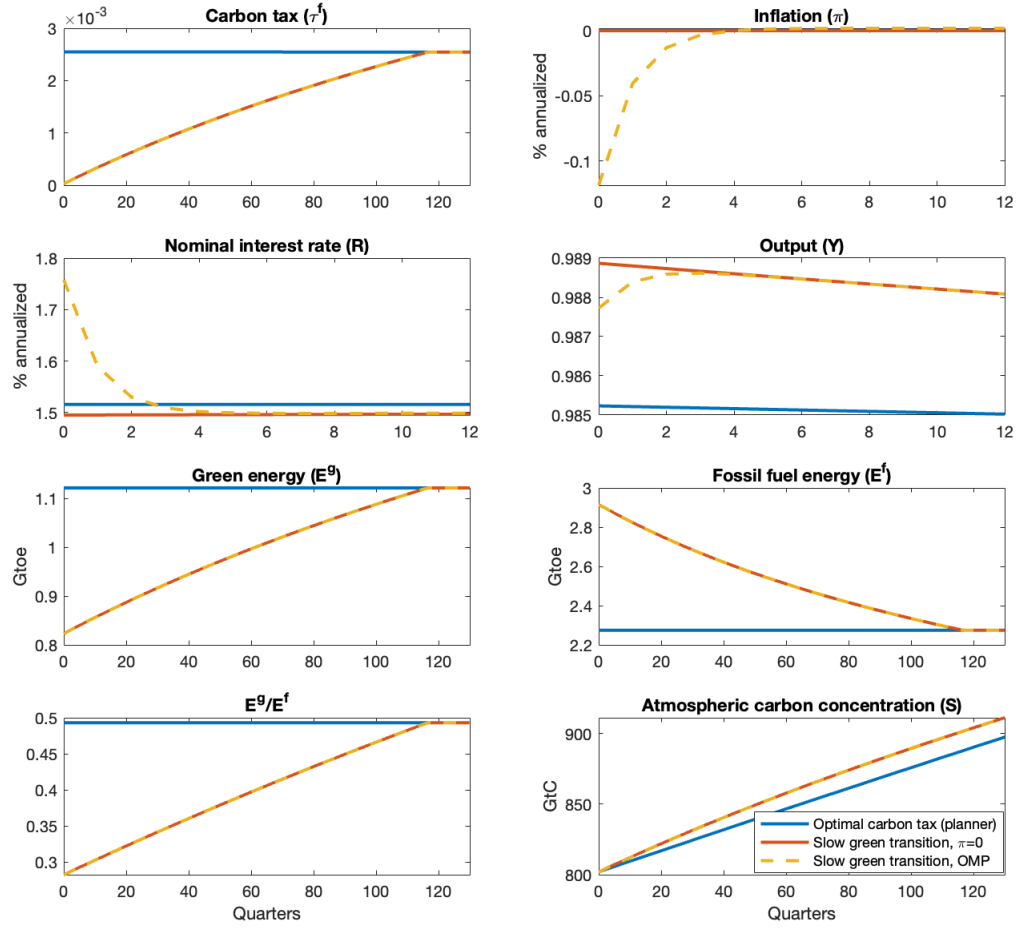 Carbon tax (τᶠ)
×10⁻³
3
2
1
0
0 20 40 60 80 100 120
Inflation (π)
% annualized
0
-0.05
-0.1
0 2 4 6 8 10 12
Nominal interest rate (R)
% annualized
1.8
1.7
1.6
1.5
0 2 4 6 8 10 12
Output (Y)
0.989
0.988
0.987
0.986
0.985
0 2 4 6 8 10 12
Green energy (Eᵍ)
Gtoe
1.1
1
0.9
0.8
0 20 40 60 80 100 120
Fossil fuel energy (Eᶠ)
Gtoe
3
2.8
2.6
2.4
2.2
0 20 40 60 80 100 120
Eᵍ/Eᶠ
0.5
0.45
0.4
0.35
0.3
0 20 40 60 80 100 120
Quarters
Atmospheric carbon concentration (S)
GtC
900
850
800
Optimal carbon tax (planner)
Slow green transition, π=0
Slow green transition, OMP
0 20 40 60 80 100 120
Quarters